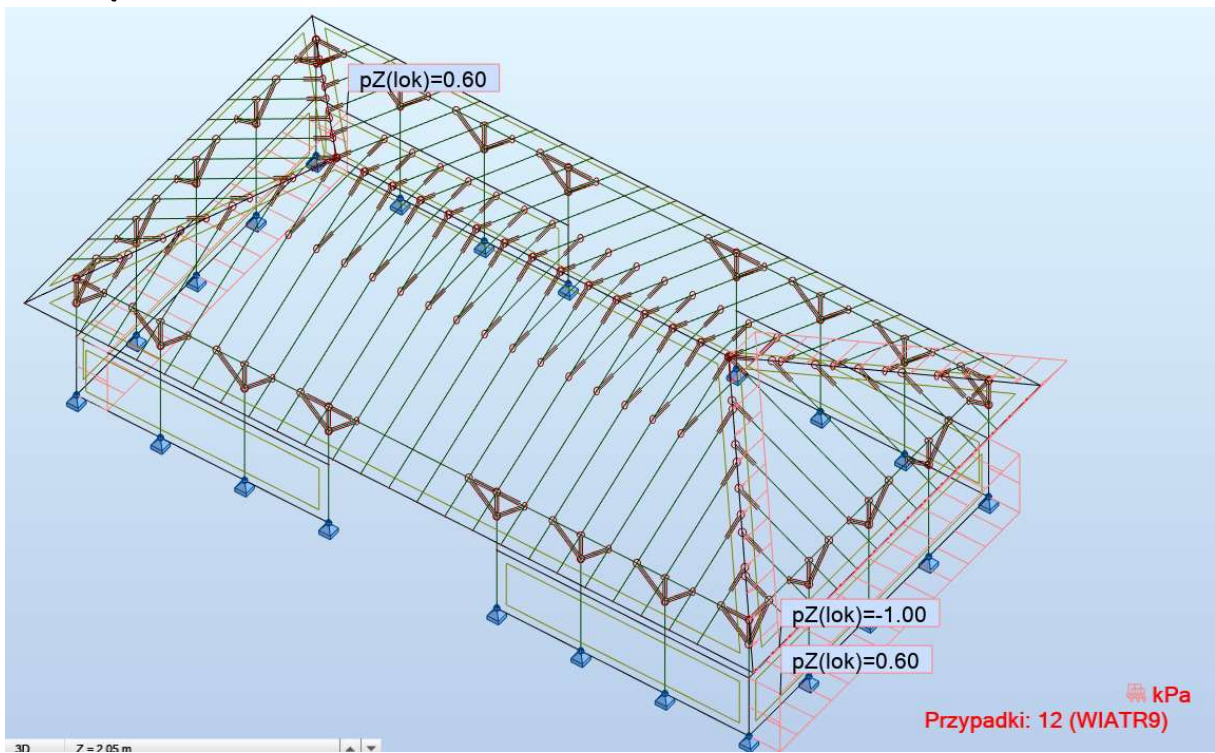 pZ(lok)=0.60
pZ(lok)=-1.00
pZ(lok)=0.60
kPa
Przypadki: 12 (WIATR9)
3D Z = 2.05 m